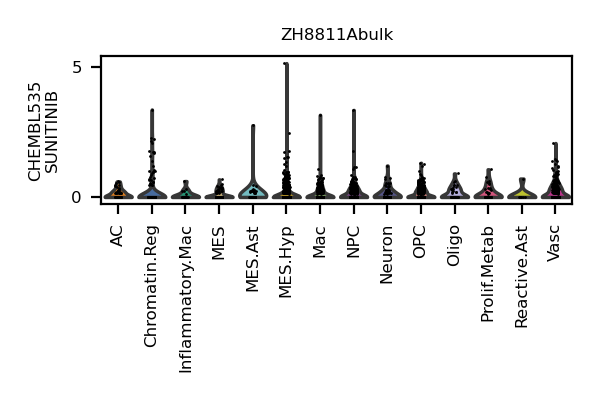 ZH8811Abulk
CHEMBL535
SUNITINIB
5
0
AC
Chromatin.Reg
Inflammatory.Mac
MES
MES.Ast
MES.Hyp
Mac
NPC
Neuron
OPC
Oligo
Prolif.Metab
Reactive.Ast
Vasc